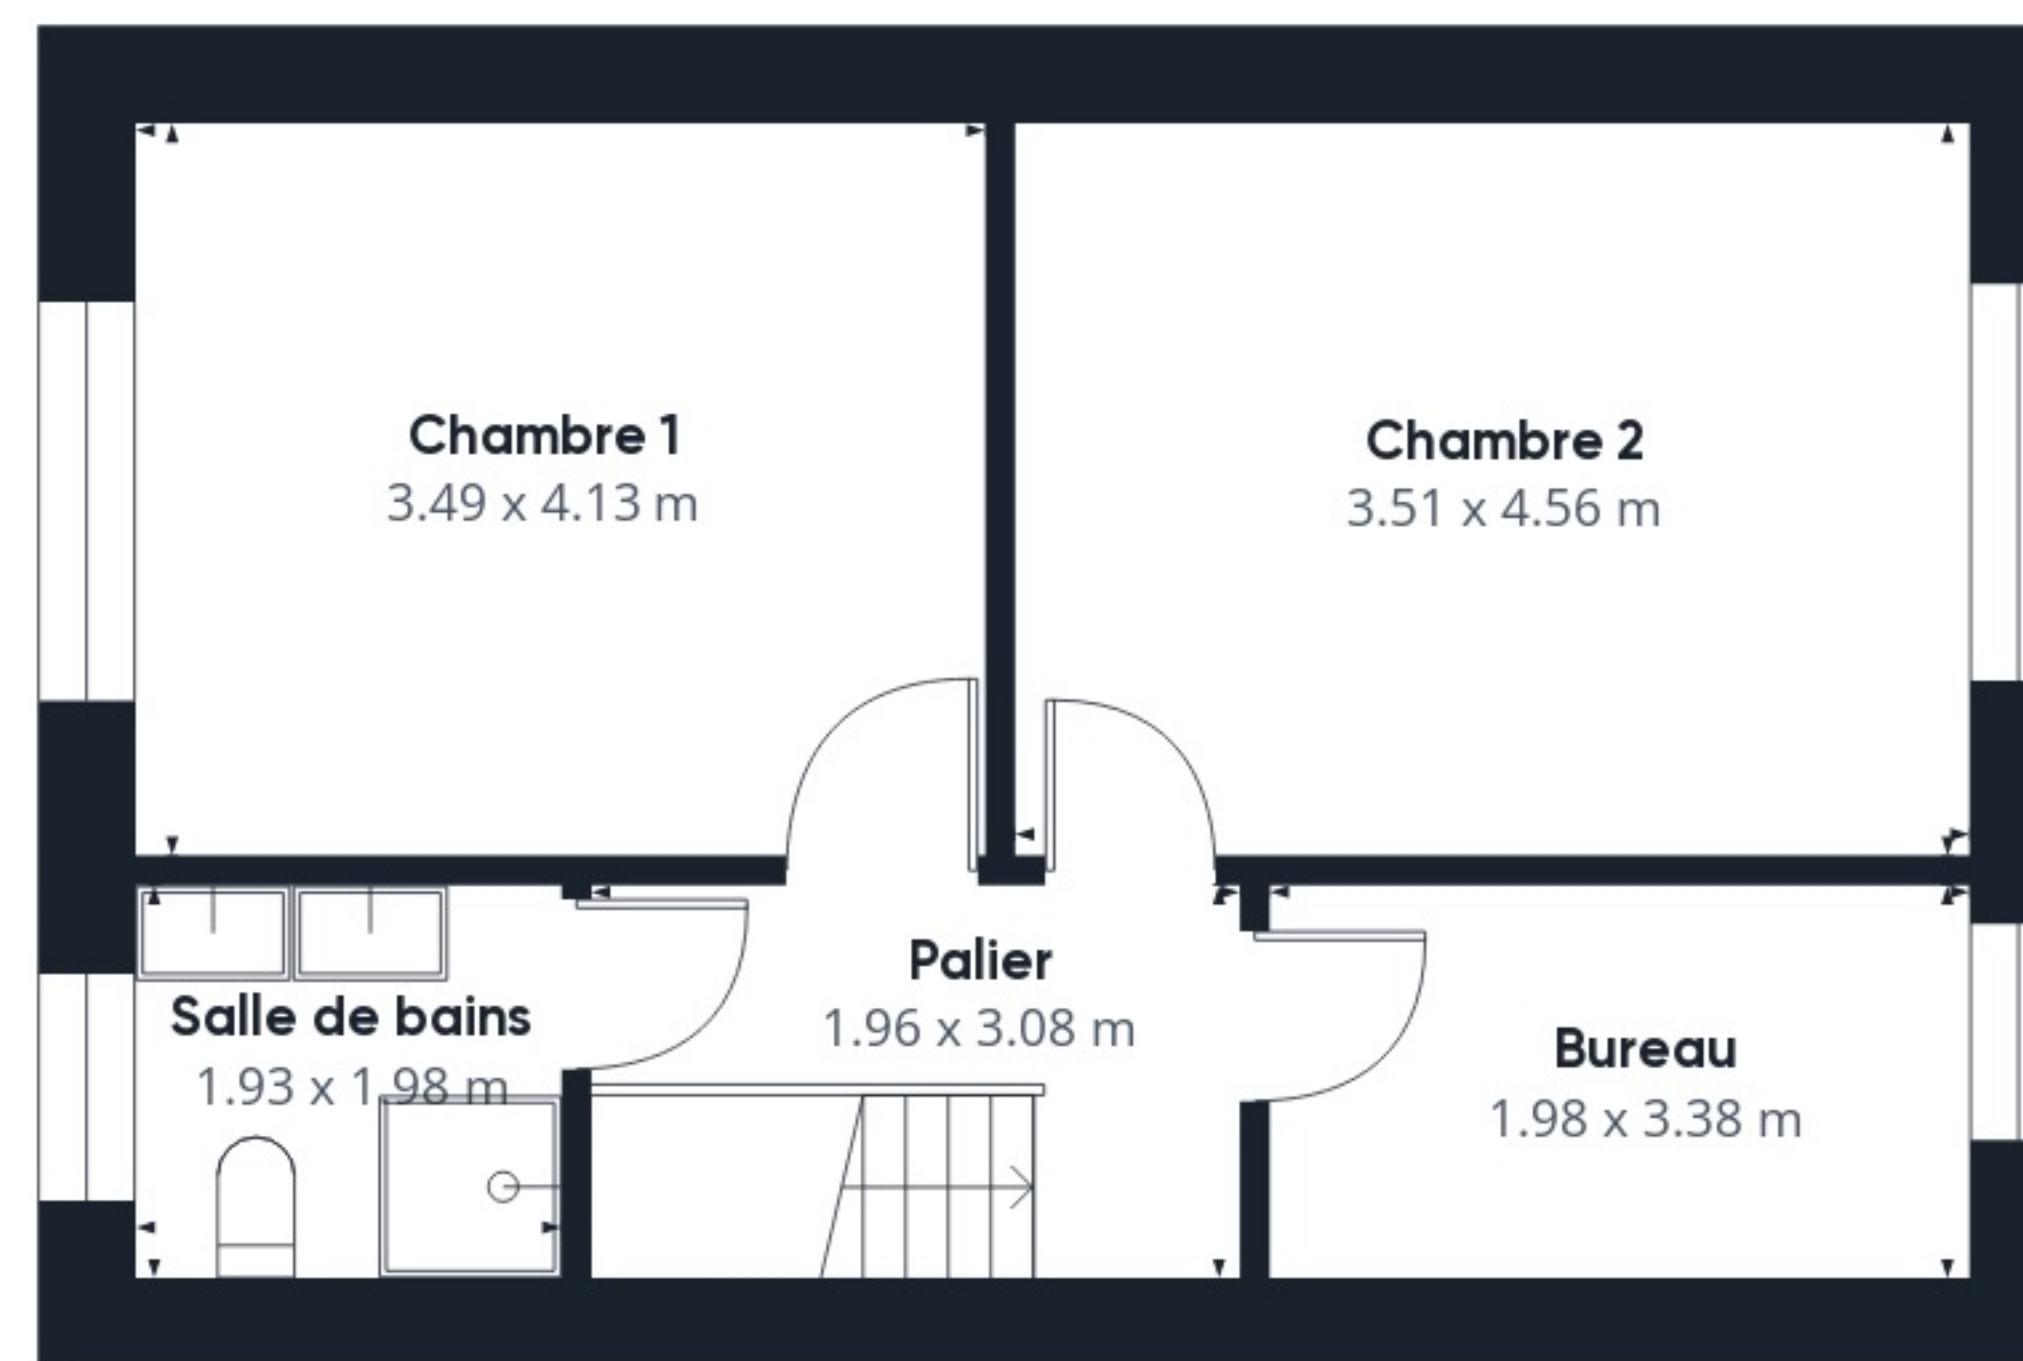 Chambre 1
3.49 x 4.13 m
Chambre 2
3.51 x 4.56 m
Salle de bains
1.93 x 1.98 m
Palier
1.96 x 3.08 m
Bureau
1.98 x 3.38 m